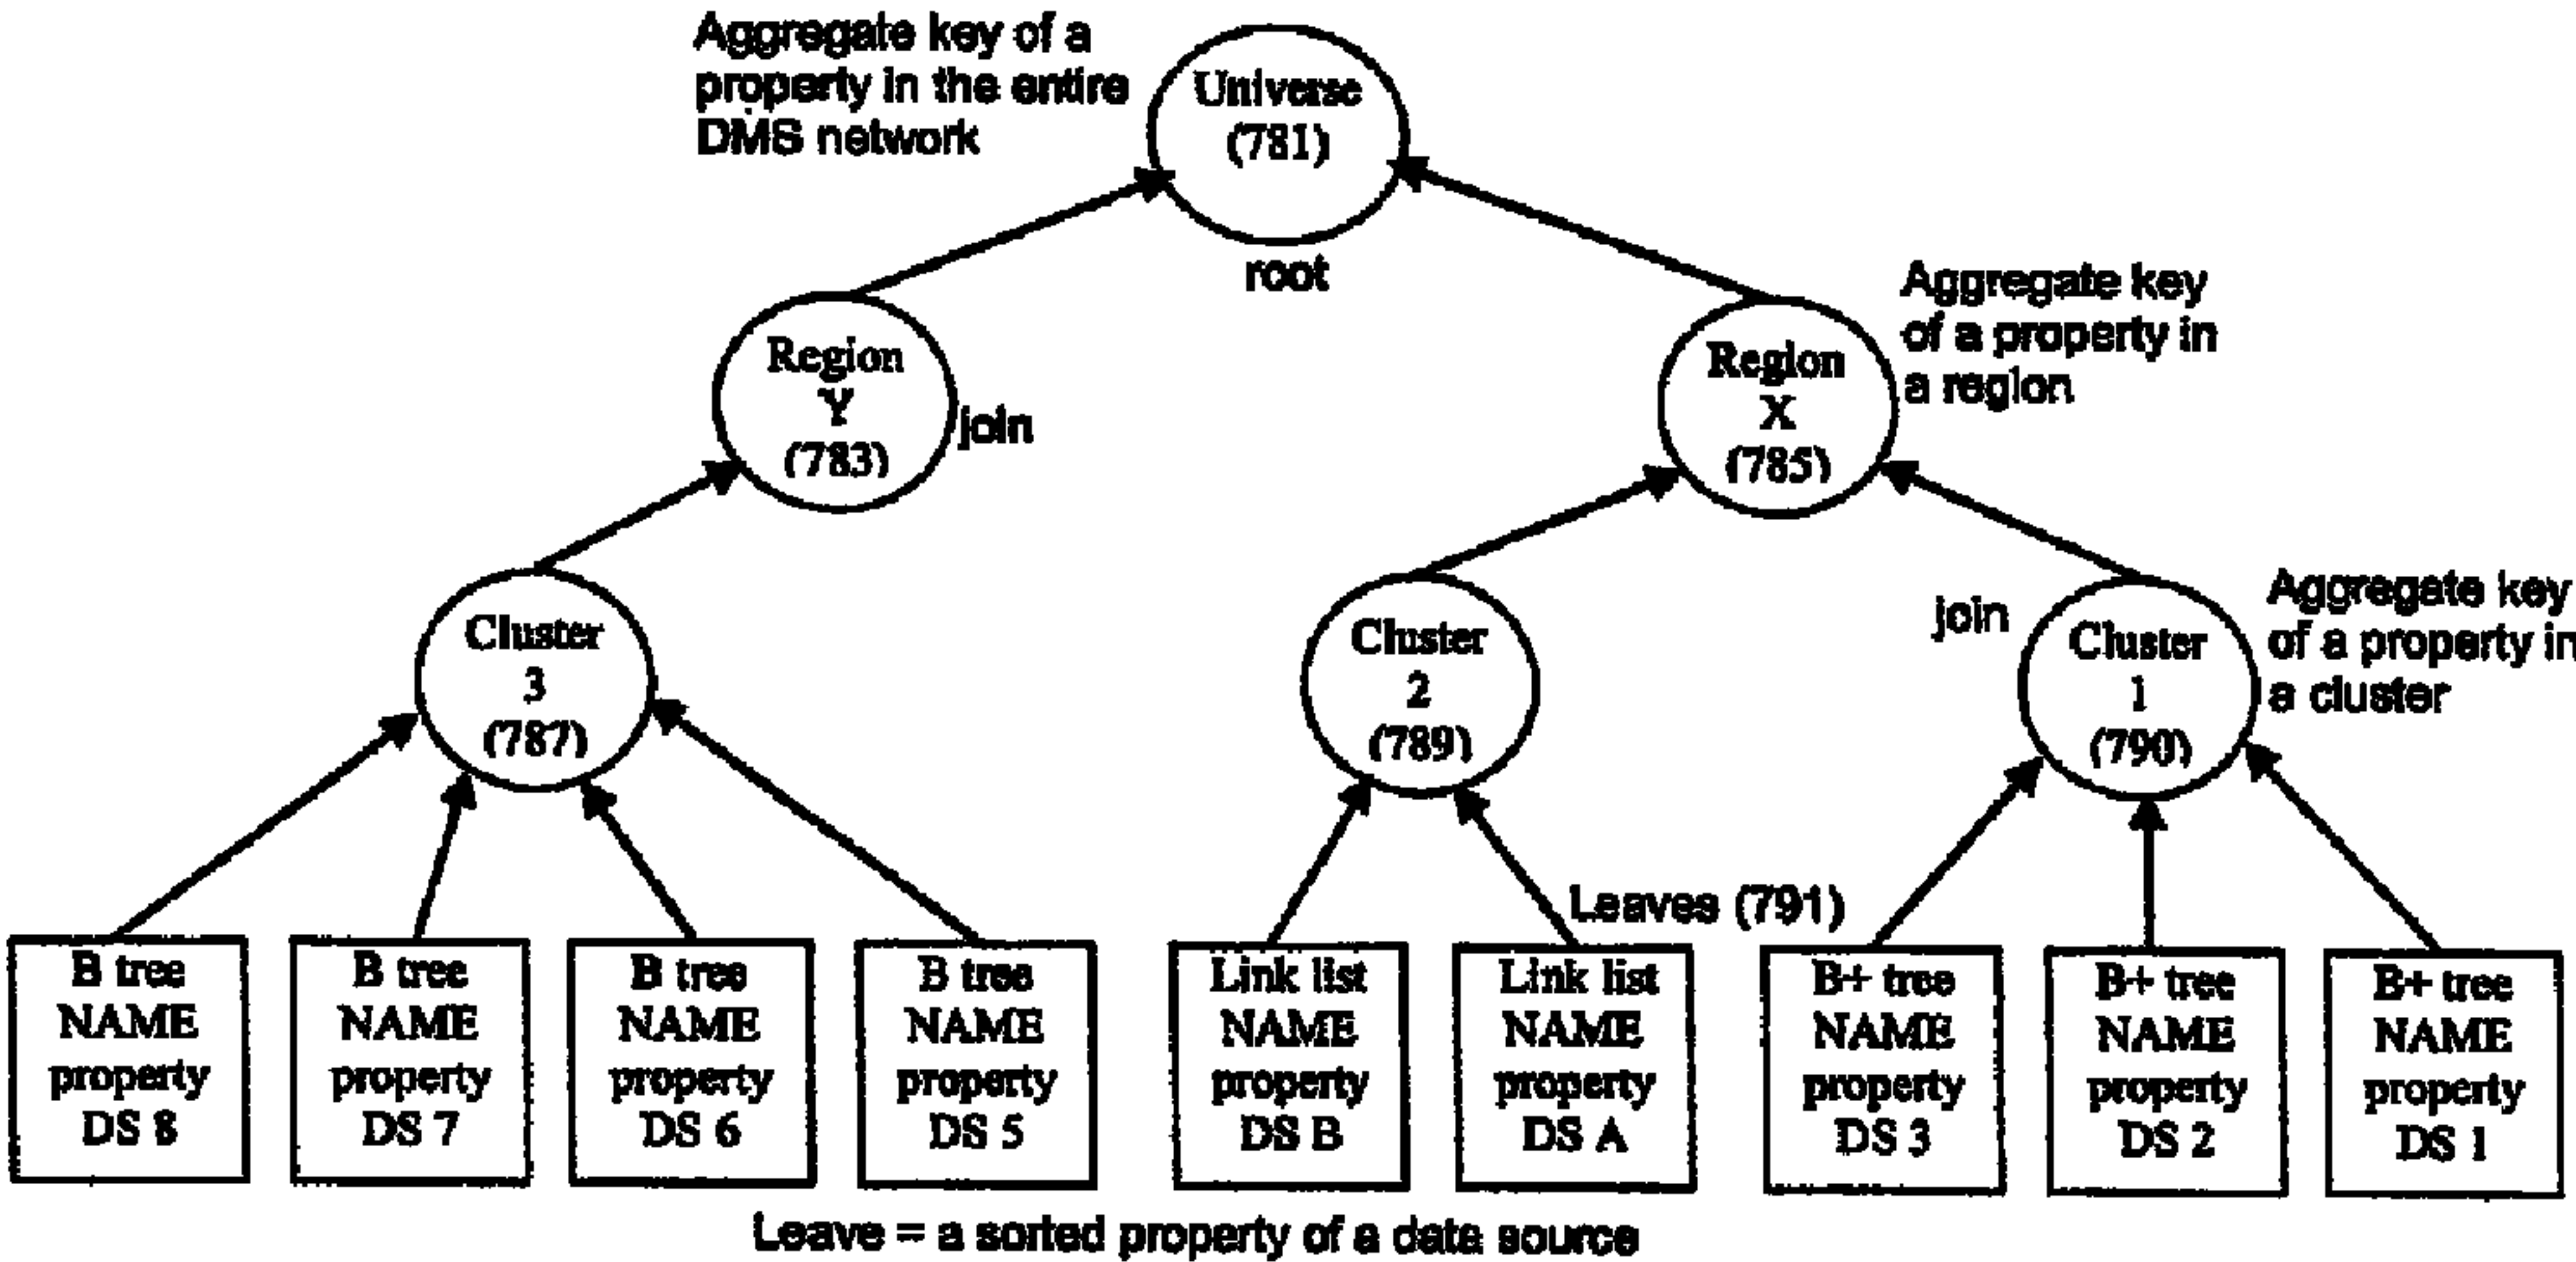 Aggregate key of a
property in the entire
DMS network
Universe
(781)
root
Region
Y
(783)
join
Region
X
(785)
Aggregate key
of a property in
a region
Cluster
3
(787)
Cluster
2
(789)
join
Cluster
1
(790)
Aggregate key
of a property in
a cluster
Leaves (791)
B tree
NAME
property
DS 8
B tree
NAME
property
DS 7
B tree
NAME
property
DS 6
B tree
NAME
property
DS 5
Link list
NAME
property
DS B
Link list
NAME
property
DS A
B+ tree
NAME
property
DS 3
B+ tree
NAME
property
DS 2
B+ tree
NAME
property
DS 1
Leave = a sorted property of a data source